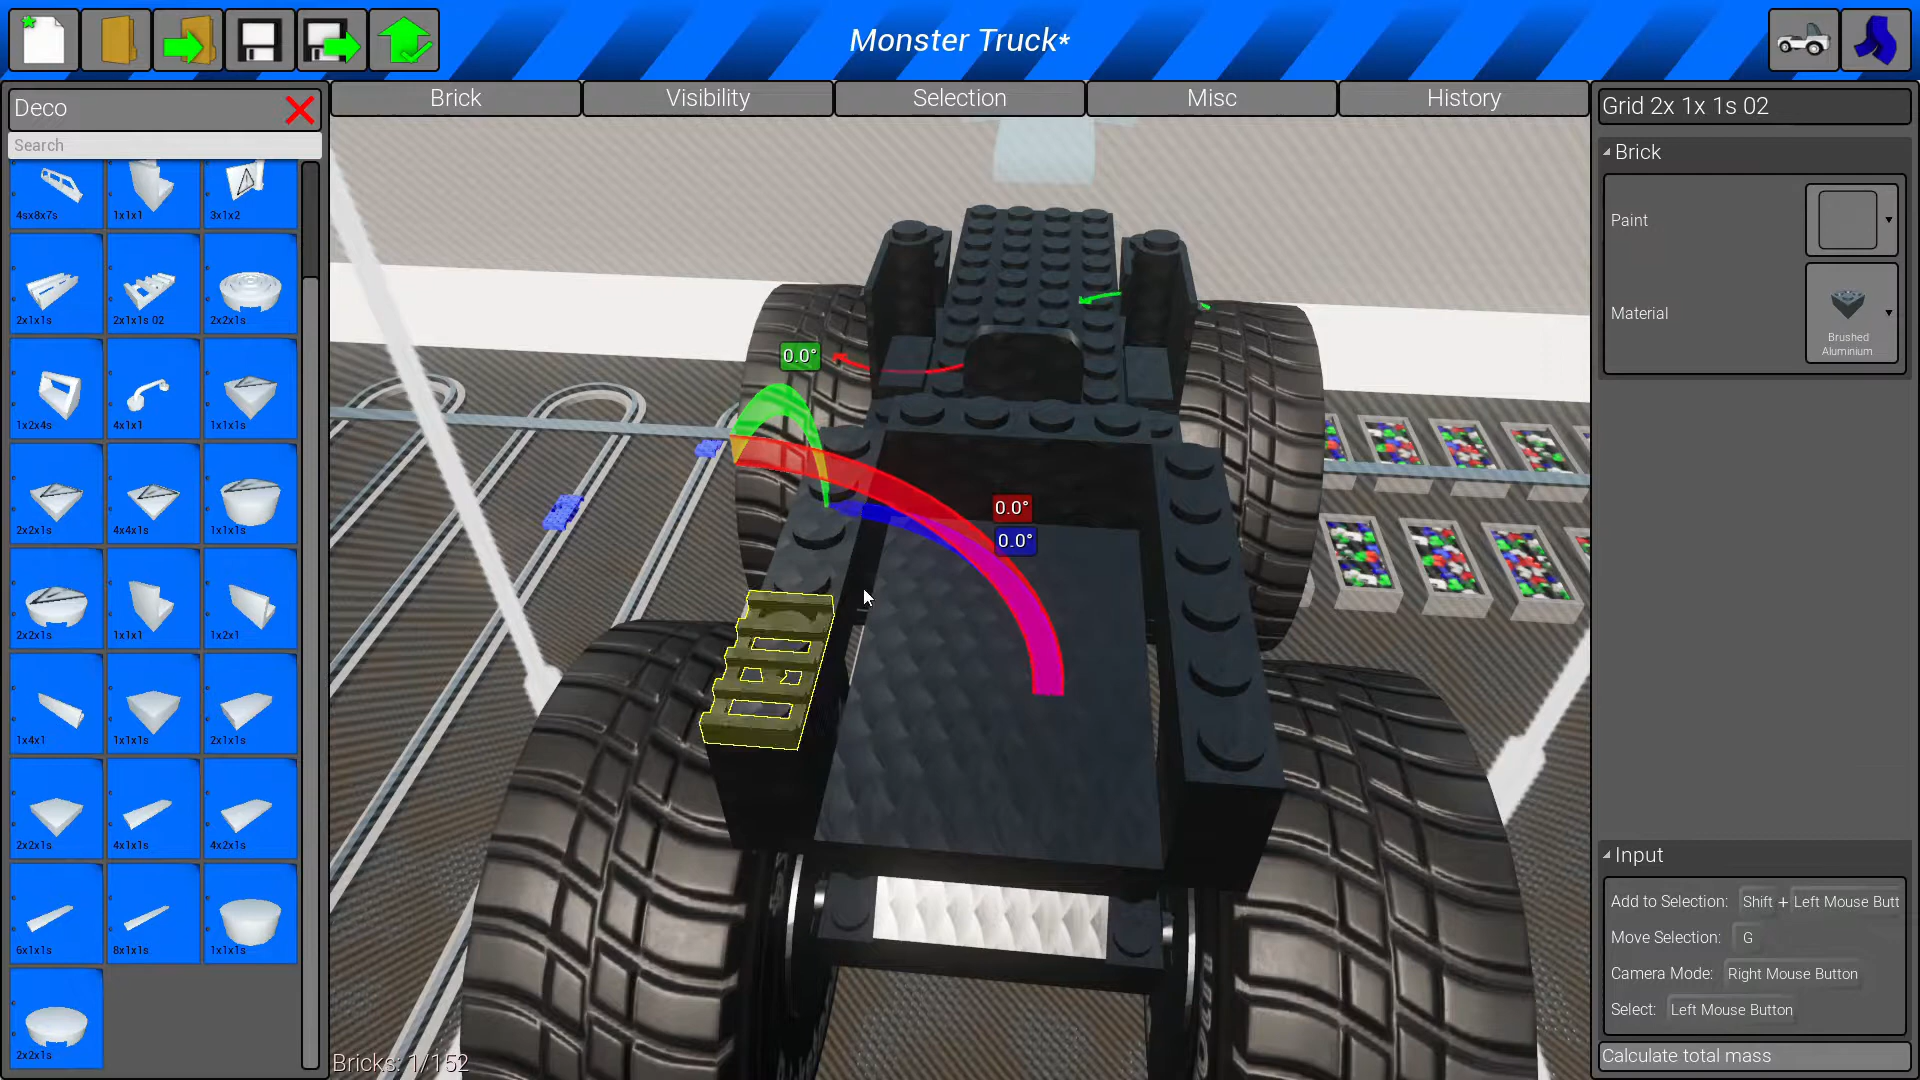 Monster Truck*
Deco
Search
Brick
Visibility
Selection
Misc
History
4sx8x7s
1x1x1
3x1x2
2x1x1s
2x1x1s 02
2x2x1s
1x2x4s
4x1x1
1x1x1s
2x2x1s
4x4x1s
1x1x1s
2x2x1s
1x1x1
1x2x1
1x4x1
1x1x1s
2x1x1s
2x2x1s
4x1x1s
4x2x1s
6x1x1s
8x1x1s
1x1x1s
2x2x1s
0.0°
0.0°
0.0°
Bricks: 1/152
Grid 2x 1x 1s 02
Brick
Paint
Material
Brushed
Aluminium
Input
Add to Selection: Shift + Left Mouse Butt
Move Selection: G
Camera Mode: Right Mouse Button
Select: Left Mouse Button
Calculate total mass